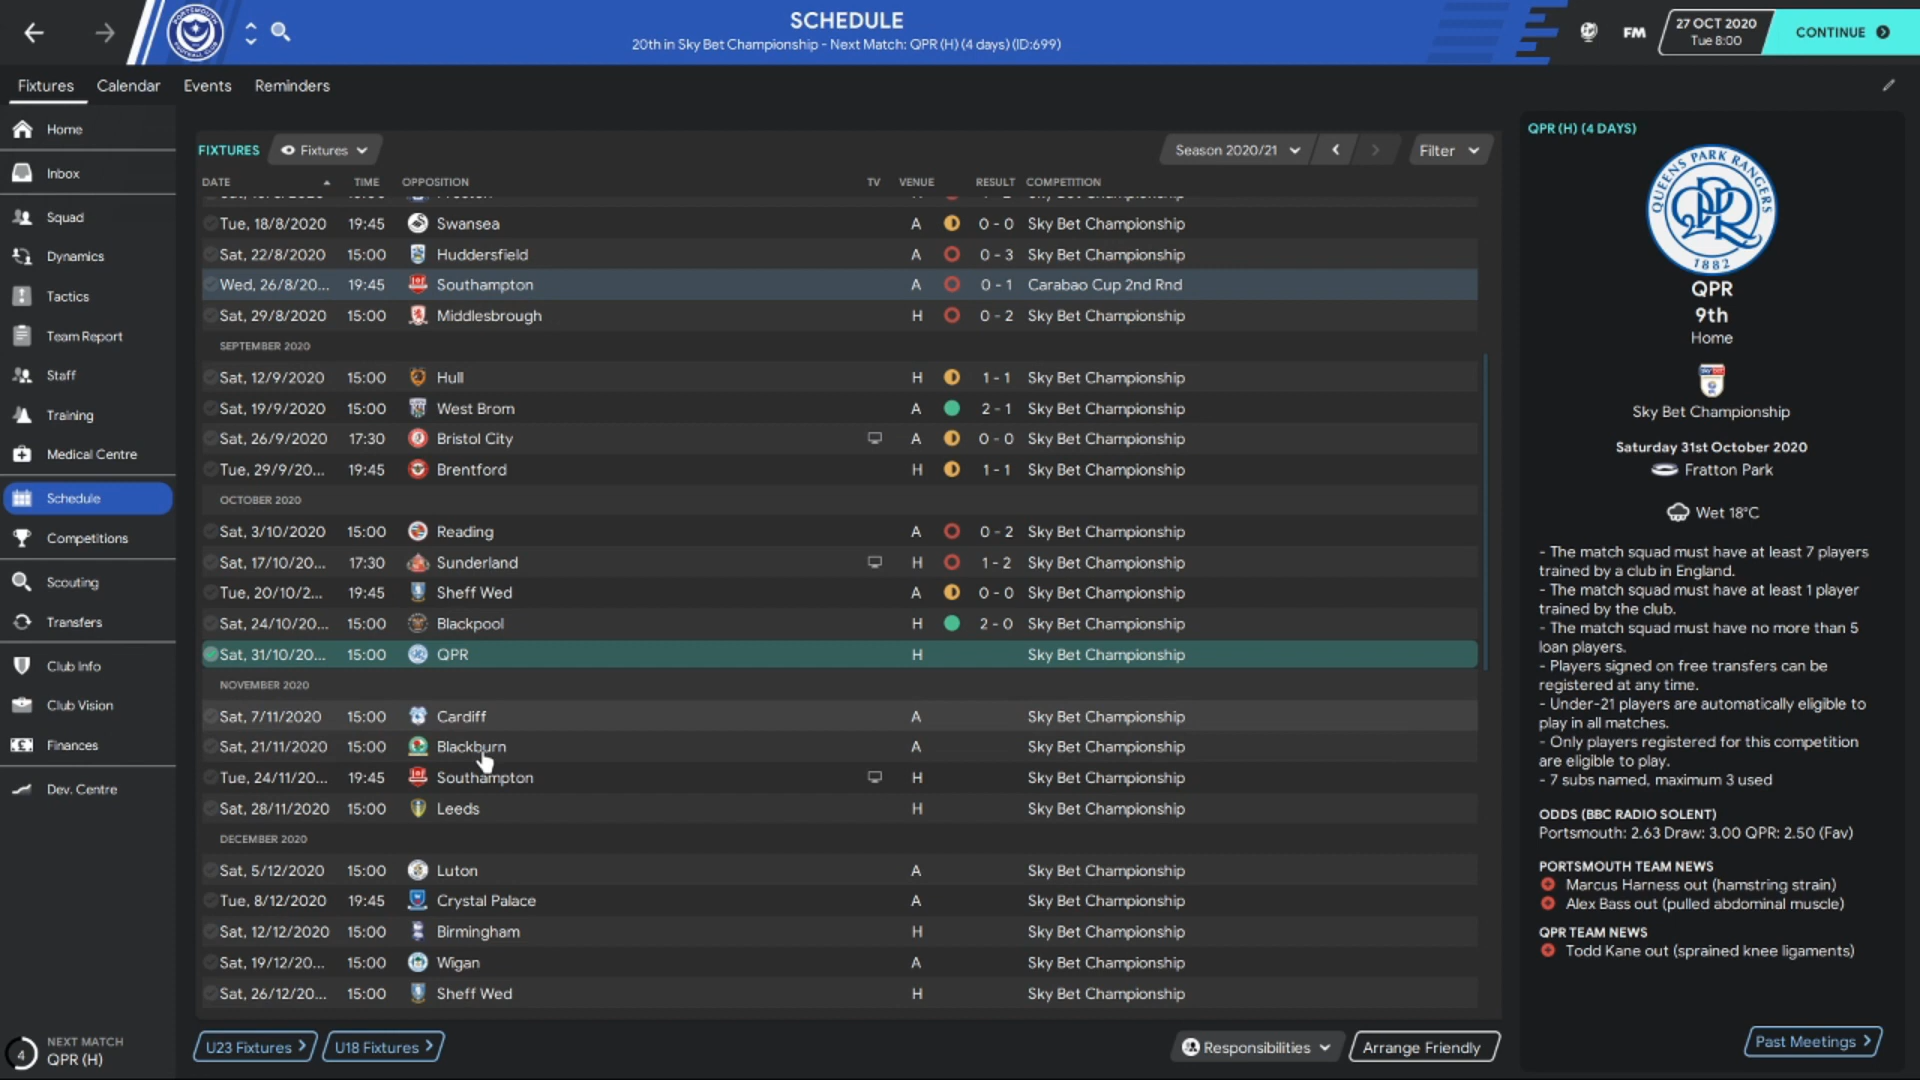 SCHEDULE
20th in Sky Bet Championship - Next Match: QPR (H) (4 days) (ID:699)
FM
27 OCT 2020
Tue 8:00
CONTINUE
Fixtures Calendar Events Reminders
Home
Inbox
Squad
Dynamics
Tactics
Team Report
Staff
Training
Medical Centre
Schedule
Competitions
Scouting
Transfers
Club Info
Club Vision
Finances
Dev. Centre
4 NEXT MATCH
QPR (H)
FIXTURES Fixtures Season 2020/21 Filter
DATE TIME OPPOSITION TV VENUE RESULT COMPETITION
Tue, 18/8/2020 19:45 Swansea A 0 - 0 Sky Bet Championship
Sat, 22/8/2020 15:00 Huddersfield A 0 - 3 Sky Bet Championship
Wed, 26/8/20... 19:45 Southampton A 0 - 1 Carabao Cup 2nd Rnd
Sat, 29/8/2020 15:00 Middlesbrough H 0 - 2 Sky Bet Championship
SEPTEMBER 2020
Sat, 12/9/2020 15:00 Hull H 1 - 1 Sky Bet Championship
Sat, 19/9/2020 15:00 West Brom A 2 - 1 Sky Bet Championship
Sat, 26/9/2020 17:30 Bristol City A 0 - 0 Sky Bet Championship
Tue, 29/9/20... 19:45 Brentford H 1 - 1 Sky Bet Championship
OCTOBER 2020
Sat, 3/10/2020 15:00 Reading A 0 - 2 Sky Bet Championship
Sat, 17/10/20... 17:30 Sunderland H 1 - 2 Sky Bet Championship
Tue, 20/10/2... 19:45 Sheff Wed A 0 - 0 Sky Bet Championship
Sat, 24/10/20... 15:00 Blackpool H 2 - 0 Sky Bet Championship
Sat, 31/10/20... 15:00 QPR H Sky Bet Championship
NOVEMBER 2020
Sat, 7/11/2020 15:00 Cardiff A Sky Bet Championship
Sat, 21/11/2020 15:00 Blackburn A Sky Bet Championship
Tue, 24/11/20... 19:45 Southampton H Sky Bet Championship
Sat, 28/11/2020 15:00 Leeds H Sky Bet Championship
DECEMBER 2020
Sat, 5/12/2020 15:00 Luton A Sky Bet Championship
Tue, 8/12/2020 19:45 Crystal Palace A Sky Bet Championship
Sat, 12/12/2020 15:00 Birmingham H Sky Bet Championship
Sat, 19/12/20... 15:00 Wigan A Sky Bet Championship
Sat, 26/12/20... 15:00 Sheff Wed H Sky Bet Championship
U23 Fixtures U18 Fixtures Responsibilities Arrange Friendly
QPR (H) (4 DAYS)
QUEENS PARK RANGERS
QPR
1882
QPR
9th
Home
Sky Bet Championship
Saturday 31st October 2020
Fratton Park
Wet 18°C
- The match squad must have at least 7 players
trained by a club in England.
- The match squad must have at least 1 player
trained by the club.
- The match squad must have no more than 5
loan players.
- Players signed on free transfers can be
registered at any time.
- Under-21 players are automatically eligible to
play in all matches.
- Only players registered for this competition
are eligible to play.
- 7 subs named, maximum 3 used
ODDS (BBC RADIO SOLENT)
Portsmouth: 2.63 Draw: 3.00 QPR: 2.50 (Fav)
PORTSMOUTH TEAM NEWS
Marcus Harness out (hamstring strain)
Alex Bass out (pulled abdominal muscle)
QPR TEAM NEWS
Todd Kane out (sprained knee ligaments)
Past Meetings